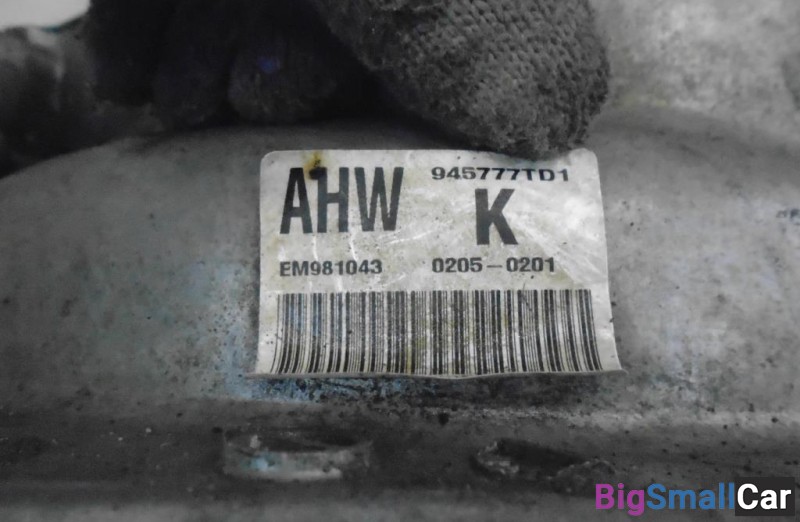 AHW
945777TD1
K
EM981043
0205-0201
BigSmallCar